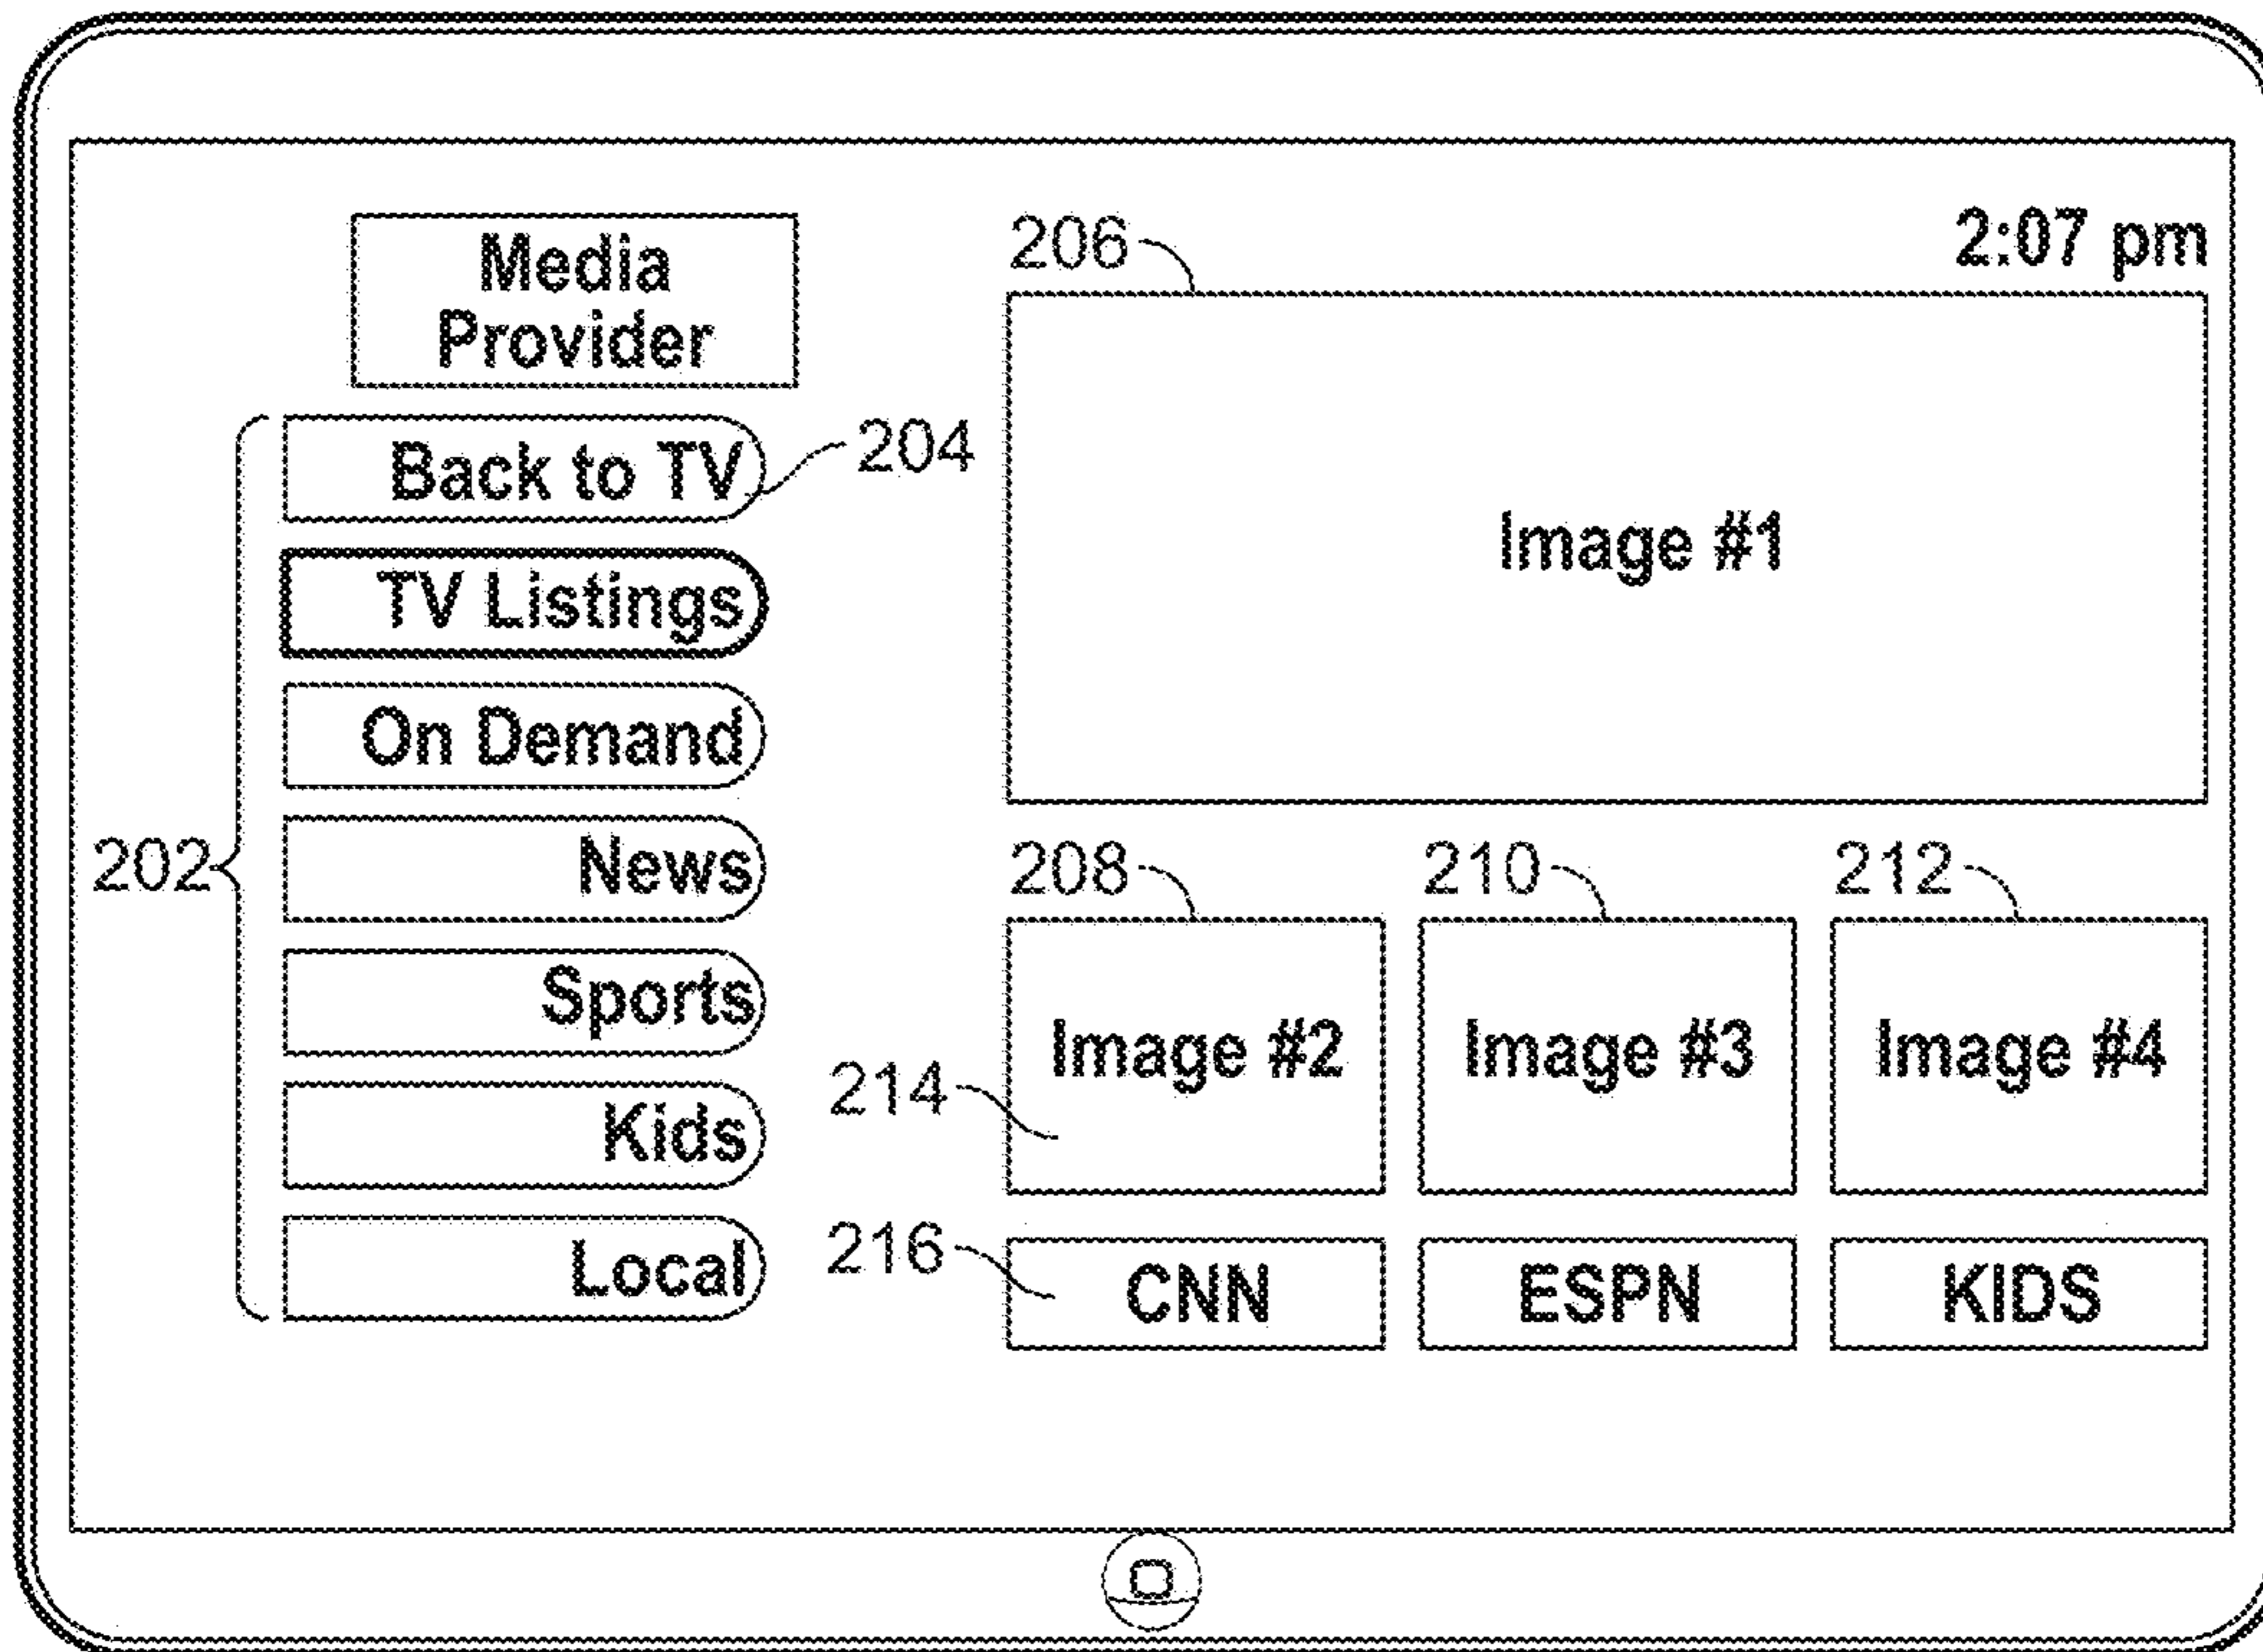 Media
Provider
202
Back to TV
204
TV Listings
On Demand
News
Sports
Kids
Local
2:07 pm
206
Image #1
208
210
212
Image #2
Image #3
Image #4
214
216
CNN
ESPN
KIDS